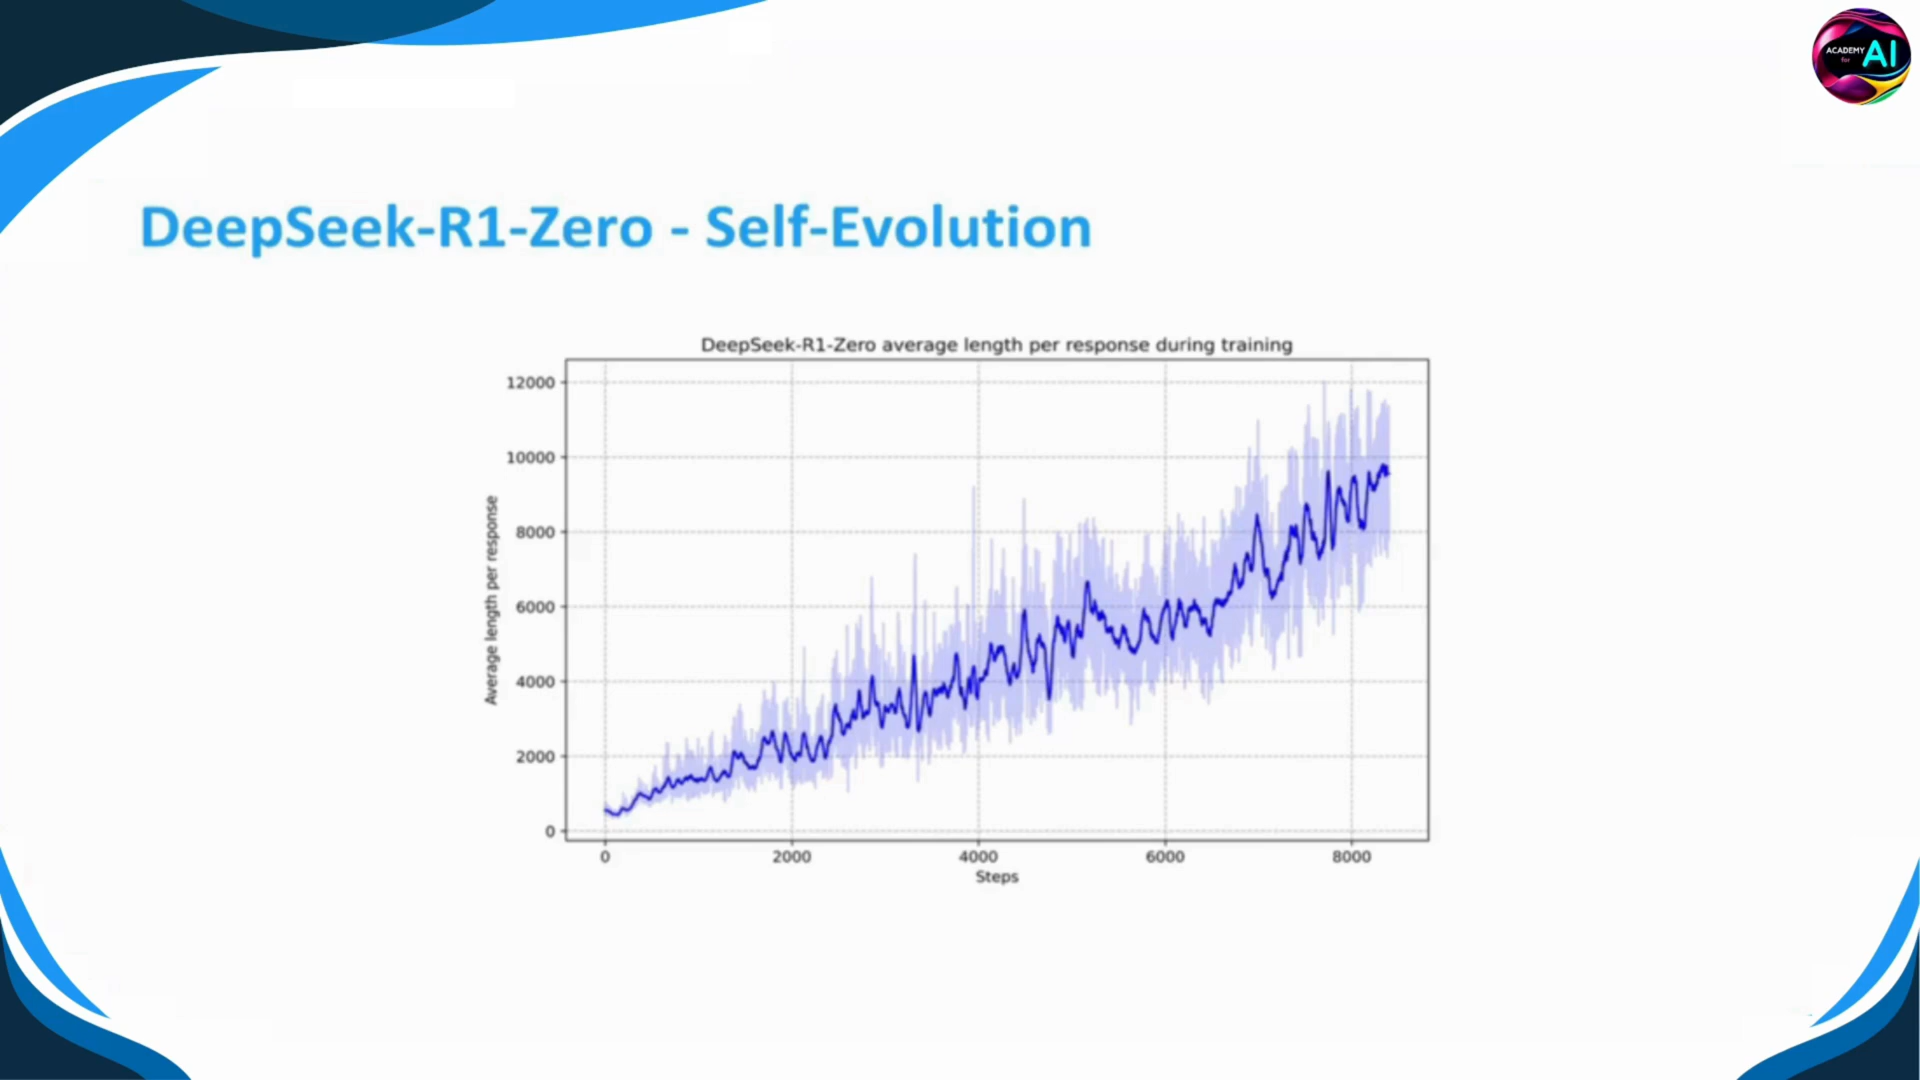 ACADEMY
for
AI
DeepSeek-R1-Zero - Self-Evolution
DeepSeek-R1-Zero average length per response during training
Average length per response
12000
10000
8000
6000
4000
2000
0
0 2000 4000 6000 8000
Steps